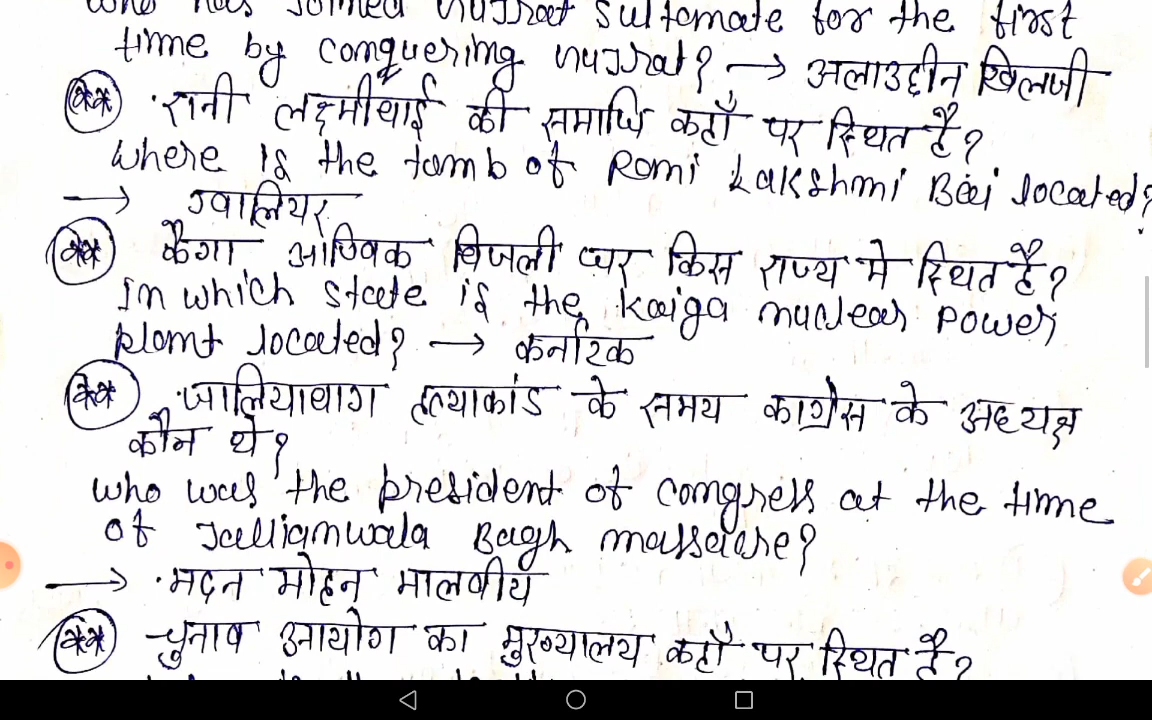 who has Joined Gujrat Sultanate for the first
time by conquering Gujrat? → अलाउद्दीन खिलजी
** रानी लक्ष्मीबाई की समाधि कहाँ पर स्थित है?
Where is the tomb of Rani Lakshmi Bai located?
→ ग्वालियर
** कैगा आण्विक बिजली घर किस राज्य मे स्थित है?
In which state is the kaiga nuclear power
plant located? → कर्नाटक
** जालियाबाग हत्याकांड के समय काग्रेस के अध्यक्ष
कौन थे?
who was the president of congress at the time
of Jalliqnwala Bagh massacre?
→ मदन मोहन मालवीय
** चुनाव आयोग का मुख्यालय कहाँ पर स्थित है?